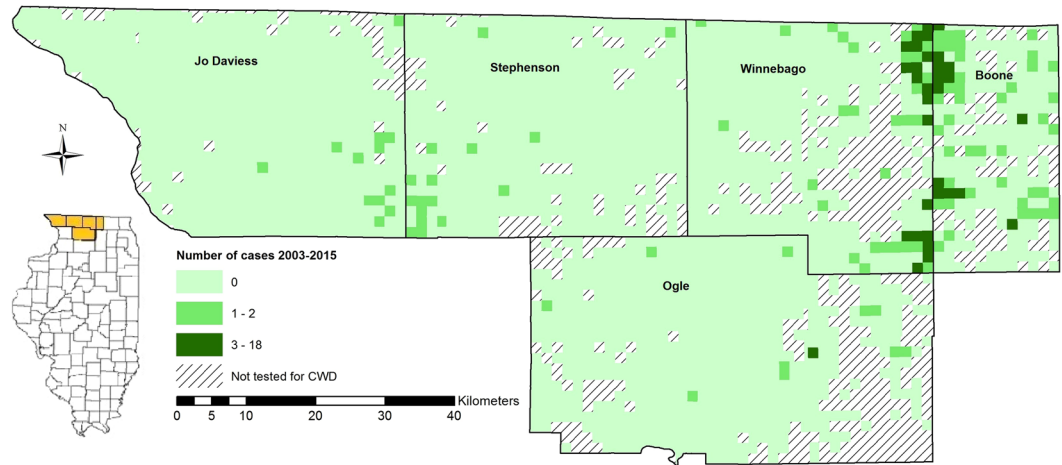 Jo Daviess
Stephenson
Winnebago
Boone
N
Number of cases 2003-2015
0
1 - 2
3 - 18
Not tested for CWD
Ogle
Kilometers
0 5 10 20 30 40